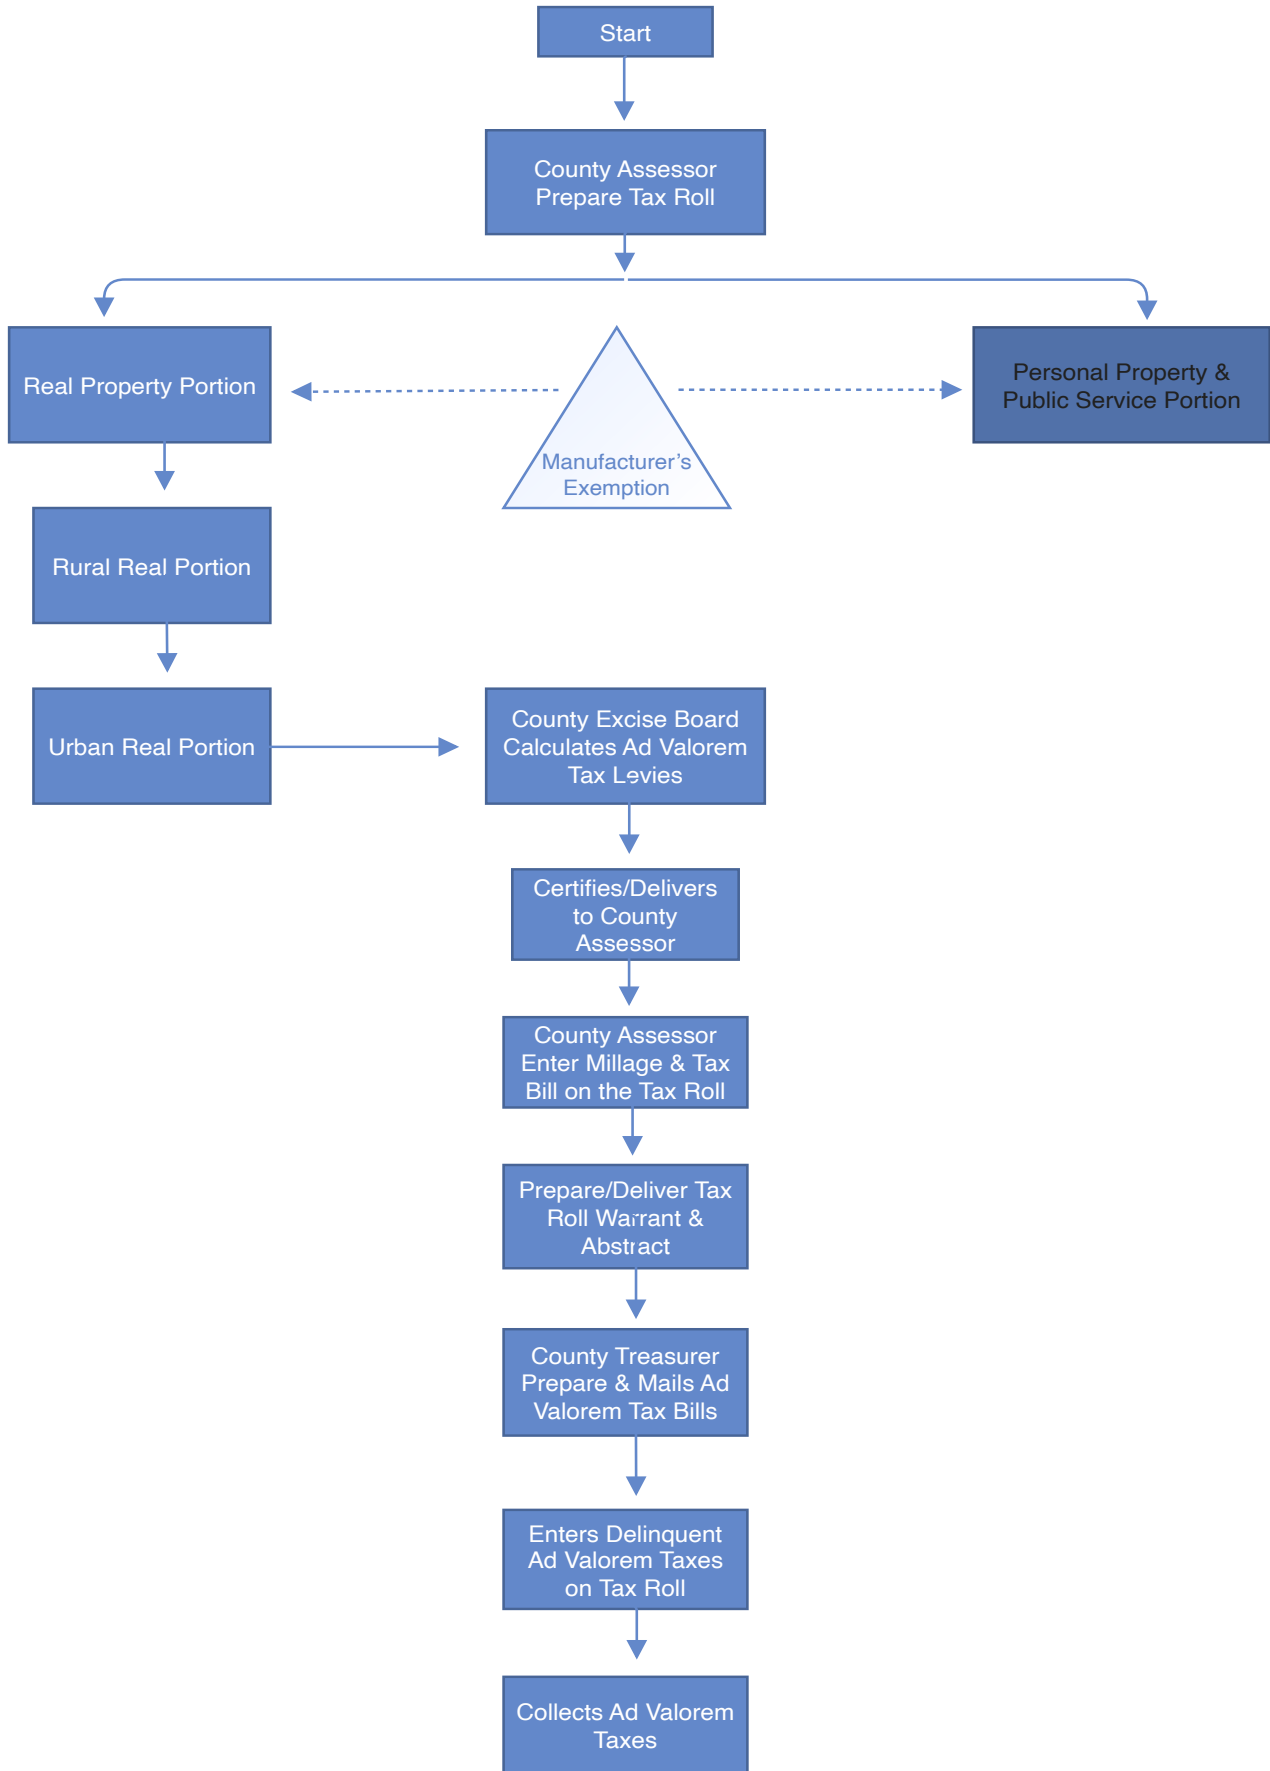 Start
County Assessor
Prepare Tax Roll
Real Property Portion
Manufacturer’s
Exemption
Personal Property &
Public Service Portion
Rural Real Portion
Urban Real Portion
County Excise Board
Calculates Ad Valorem
Tax Levies
Certifies/Delivers
to County
Assessor
County Assessor
Enter Millage & Tax
Bill on the Tax Roll
Prepare/Deliver Tax
Roll Warrant &
Abstract
County Treasurer
Prepare & Mails Ad
Valorem Tax Bills
Enters Delinquent
Ad Valorem Taxes
on Tax Roll
Collects Ad Valorem
Taxes